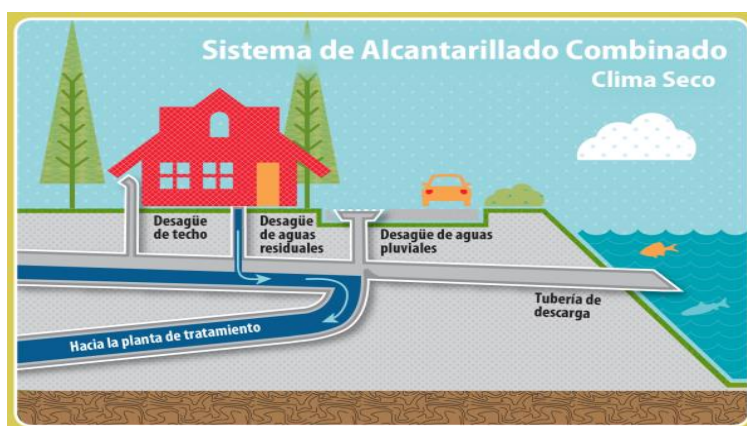 Sistema de Alcantarillado Combinado
Clima Seco
Desagüe
de techo
Desagüe
de aguas
residuales
Desagüe de aguas
pluviales
Tubería de
descarga
Hacia la planta de tratamiento